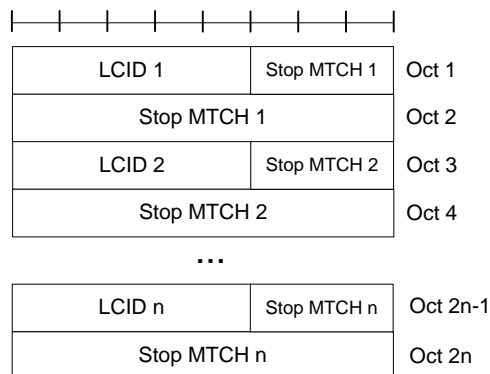 LCID 1 Stop MTCH 1 Oct 1
Stop MTCH 1 Oct 2
LCID 2 Stop MTCH 2 Oct 3
Stop MTCH 2 Oct 4
...
LCID n Stop MTCH n Oct 2n-1
Stop MTCH n Oct 2n